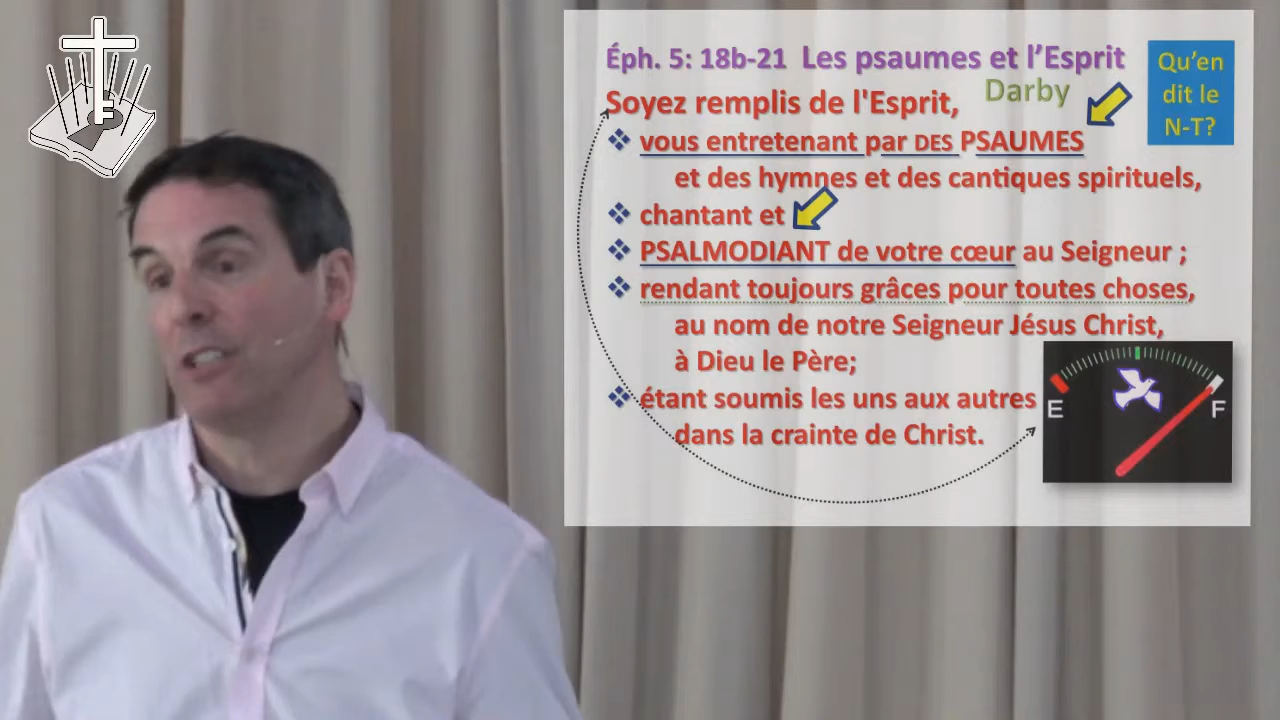 Éph. 5: 18b-21 Les psaumes et l’Esprit
Qu’en
dit le
N-T?
Darby
Soyez remplis de l'Esprit,
❖ vous entretenant par DES PSAUMES
et des hymnes et des cantiques spirituels,
❖ chantant et
❖ PSALMODIANT de votre cœur au Seigneur ;
❖ rendant toujours grâces pour toutes choses,
au nom de notre Seigneur Jésus Christ,
à Dieu le Père;
❖ étant soumis les uns aux autres
dans la crainte de Christ.
E F